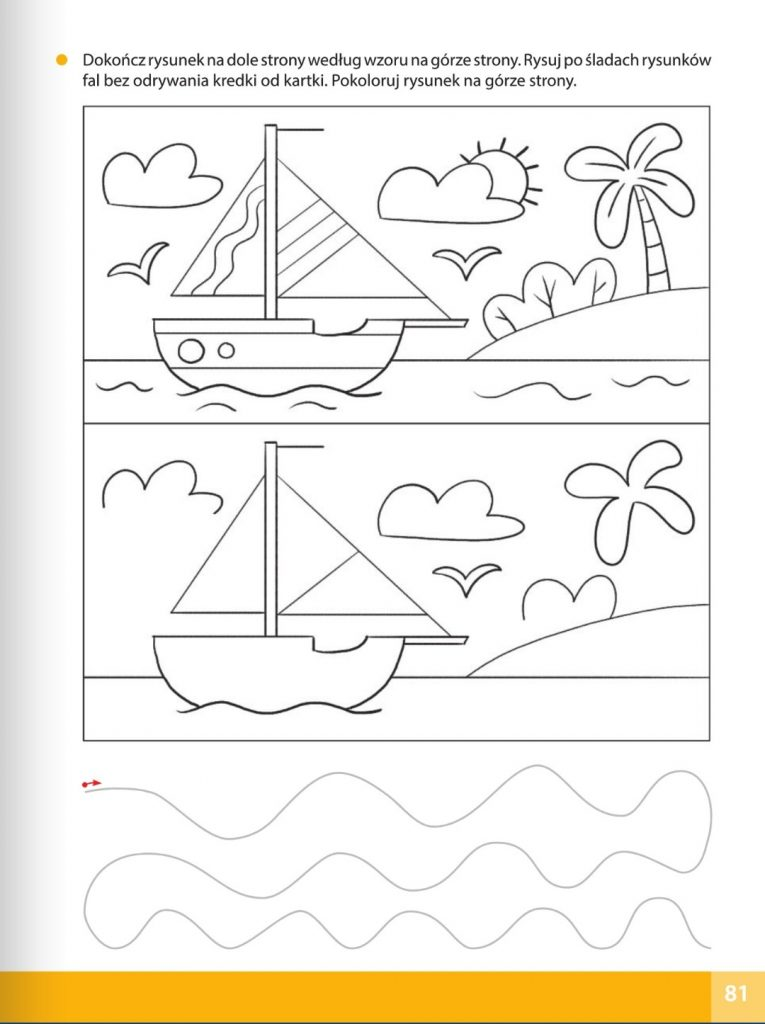 Dokończ rysunek na dole strony według wzoru na górze strony. Rysuj po śladach rysunków
fal bez odrywania kredki od kartki. Pokoloruj rysunek na górze strony.
81